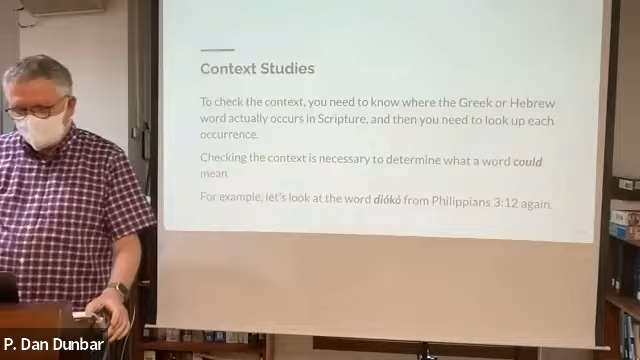 Context Studies
To check the context, you need to know where the Greek or Hebrew
word actually occurs in Scripture, and then you need to look up each
occurrence.
Checking the context is necessary to determine what a word could
mean.
For example, let's look at the word diókó from Philippians 3:12 again.
P. Dan Dunbar